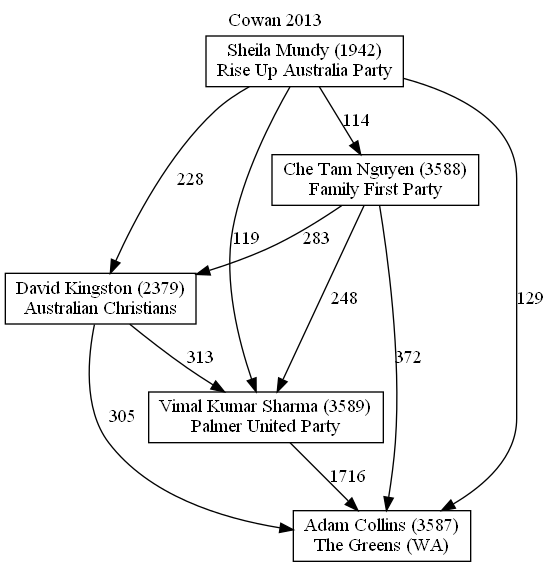 Cowan 2013
Sheila Mundy (1942)
Rise Up Australia Party
114
Che Tam Nguyen (3588)
Family First Party
228
119
283
248
129
David Kingston (2379)
Australian Christians
313
372
305
Vimal Kumar Sharma (3589)
Palmer United Party
1716
Adam Collins (3587)
The Greens (WA)